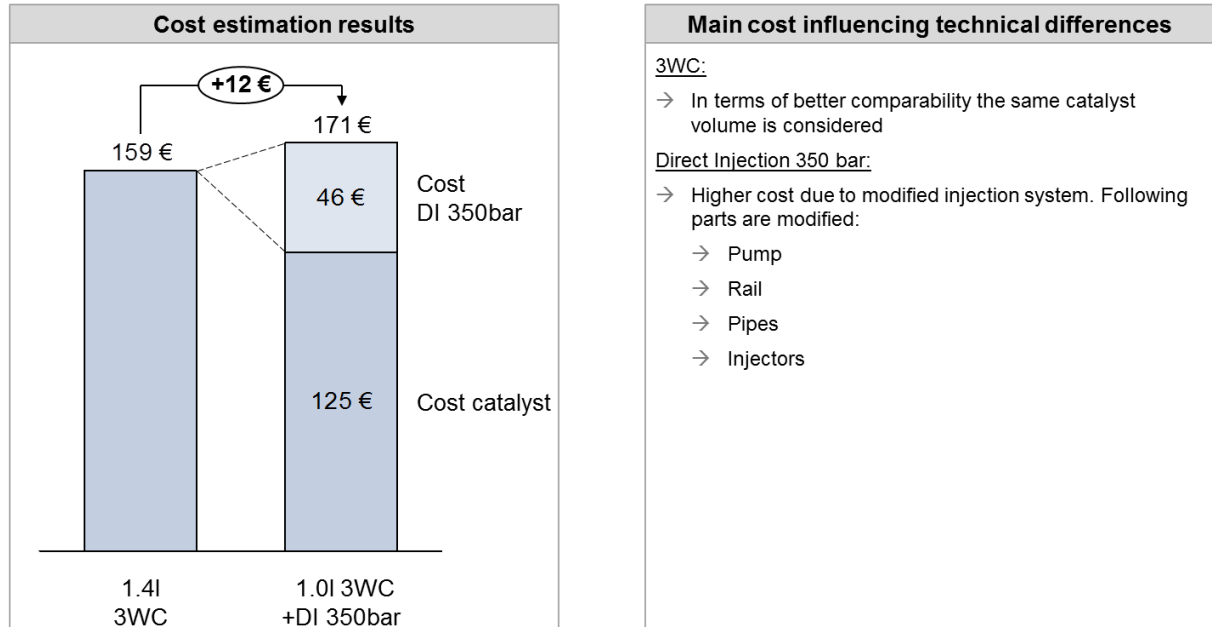 Cost estimation results
+12 €
159 €
171 €
46 €
Cost
DI 350bar
125 €
Cost catalyst
1.4l
3WC
1.0l 3WC
+DI 350bar
Main cost influencing technical differences
3WC:
→ In terms of better comparability the same catalyst
volume is considered
Direct Injection 350 bar:
→ Higher cost due to modified injection system. Following
parts are modified:
→ Pump
→ Rail
→ Pipes
→ Injectors